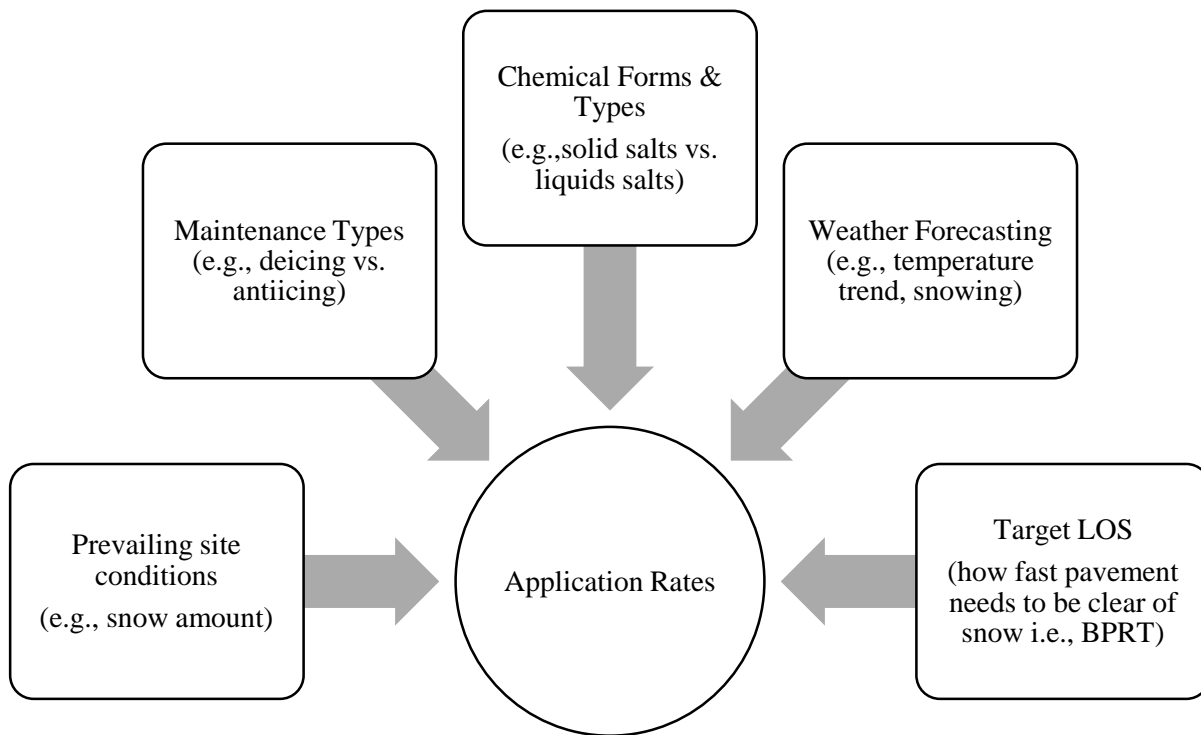 Chemical Forms &
Types
(e.g.,solid salts vs.
liquids salts)
Maintenance Types
(e.g., deicing vs.
antiicing)
Weather Forecasting
(e.g., temperature
trend, snowing)
Prevailing site
conditions
(e.g., snow amount)
Application Rates
Target LOS
(how fast pavement
needs to be clear of
snow i.e., BPRT)